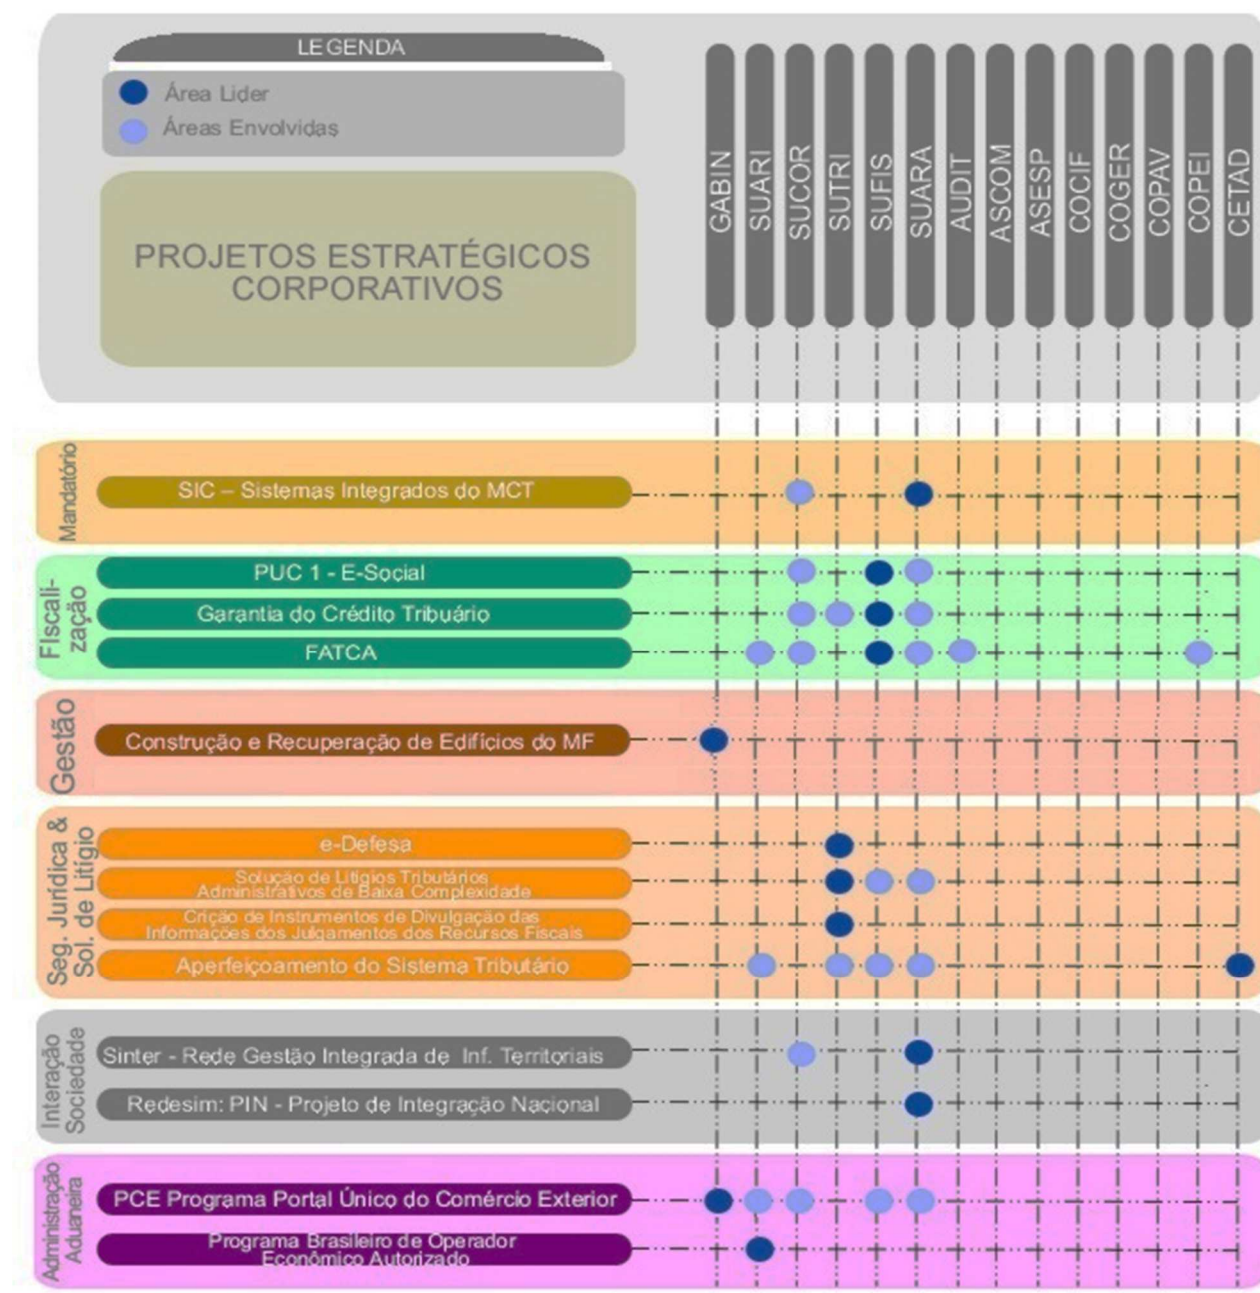 LEGENDA
Área Lider
Áreas Envolvidas
PROJETOS ESTRATÉGICOS
CORPORATIVOS
GABIN
SUARI
SUCOR
SUTRI
SUFIS
SUARA
AUDIT
ASCOM
ASESP
COCIF
COGER
COPAV
COPEI
CETAD
Mandatório
SIC – Sistemas Integrados do MCT
FIscali-
zação
PUC 1 - E-Social
Garantia do Crédito Tribuário
FATCA
Gestão
Construção e Recuperação de Edifícios do MF
Seg. Jurídica &
Sol. de Litígio
e-Defesa
Solução de Litígios Tributários
Administrativos de Baixa Complexidade
Crição de Instrumentos de Divulgação das
Informações dos Julgamentos dos Recursos Fiscais
Aperfeiçoamento do Sistema Tributário
Interação
Sociedade
Sinter - Rede Gestão Integrada de Inf. Territoriais
Redesim: PIN - Projeto de Integração Nacional
Administração
Aduaneira
PCE Programa Portal Único do Comércio Exterior
Programa Brasileiro de Operador
Econômico Autorizado